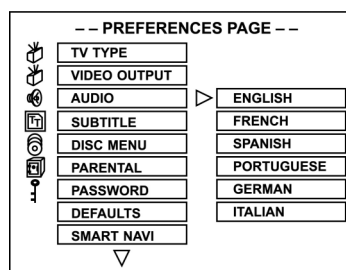 – – PREFERENCES PAGE – –
TV TYPE
VIDEO OUTPUT
AUDIO
SUBTITLE
DISC MENU
PARENTAL
PASSWORD
DEFAULTS
SMART NAVI
ENGLISH
FRENCH
SPANISH
PORTUGUESE
GERMAN
ITALIAN